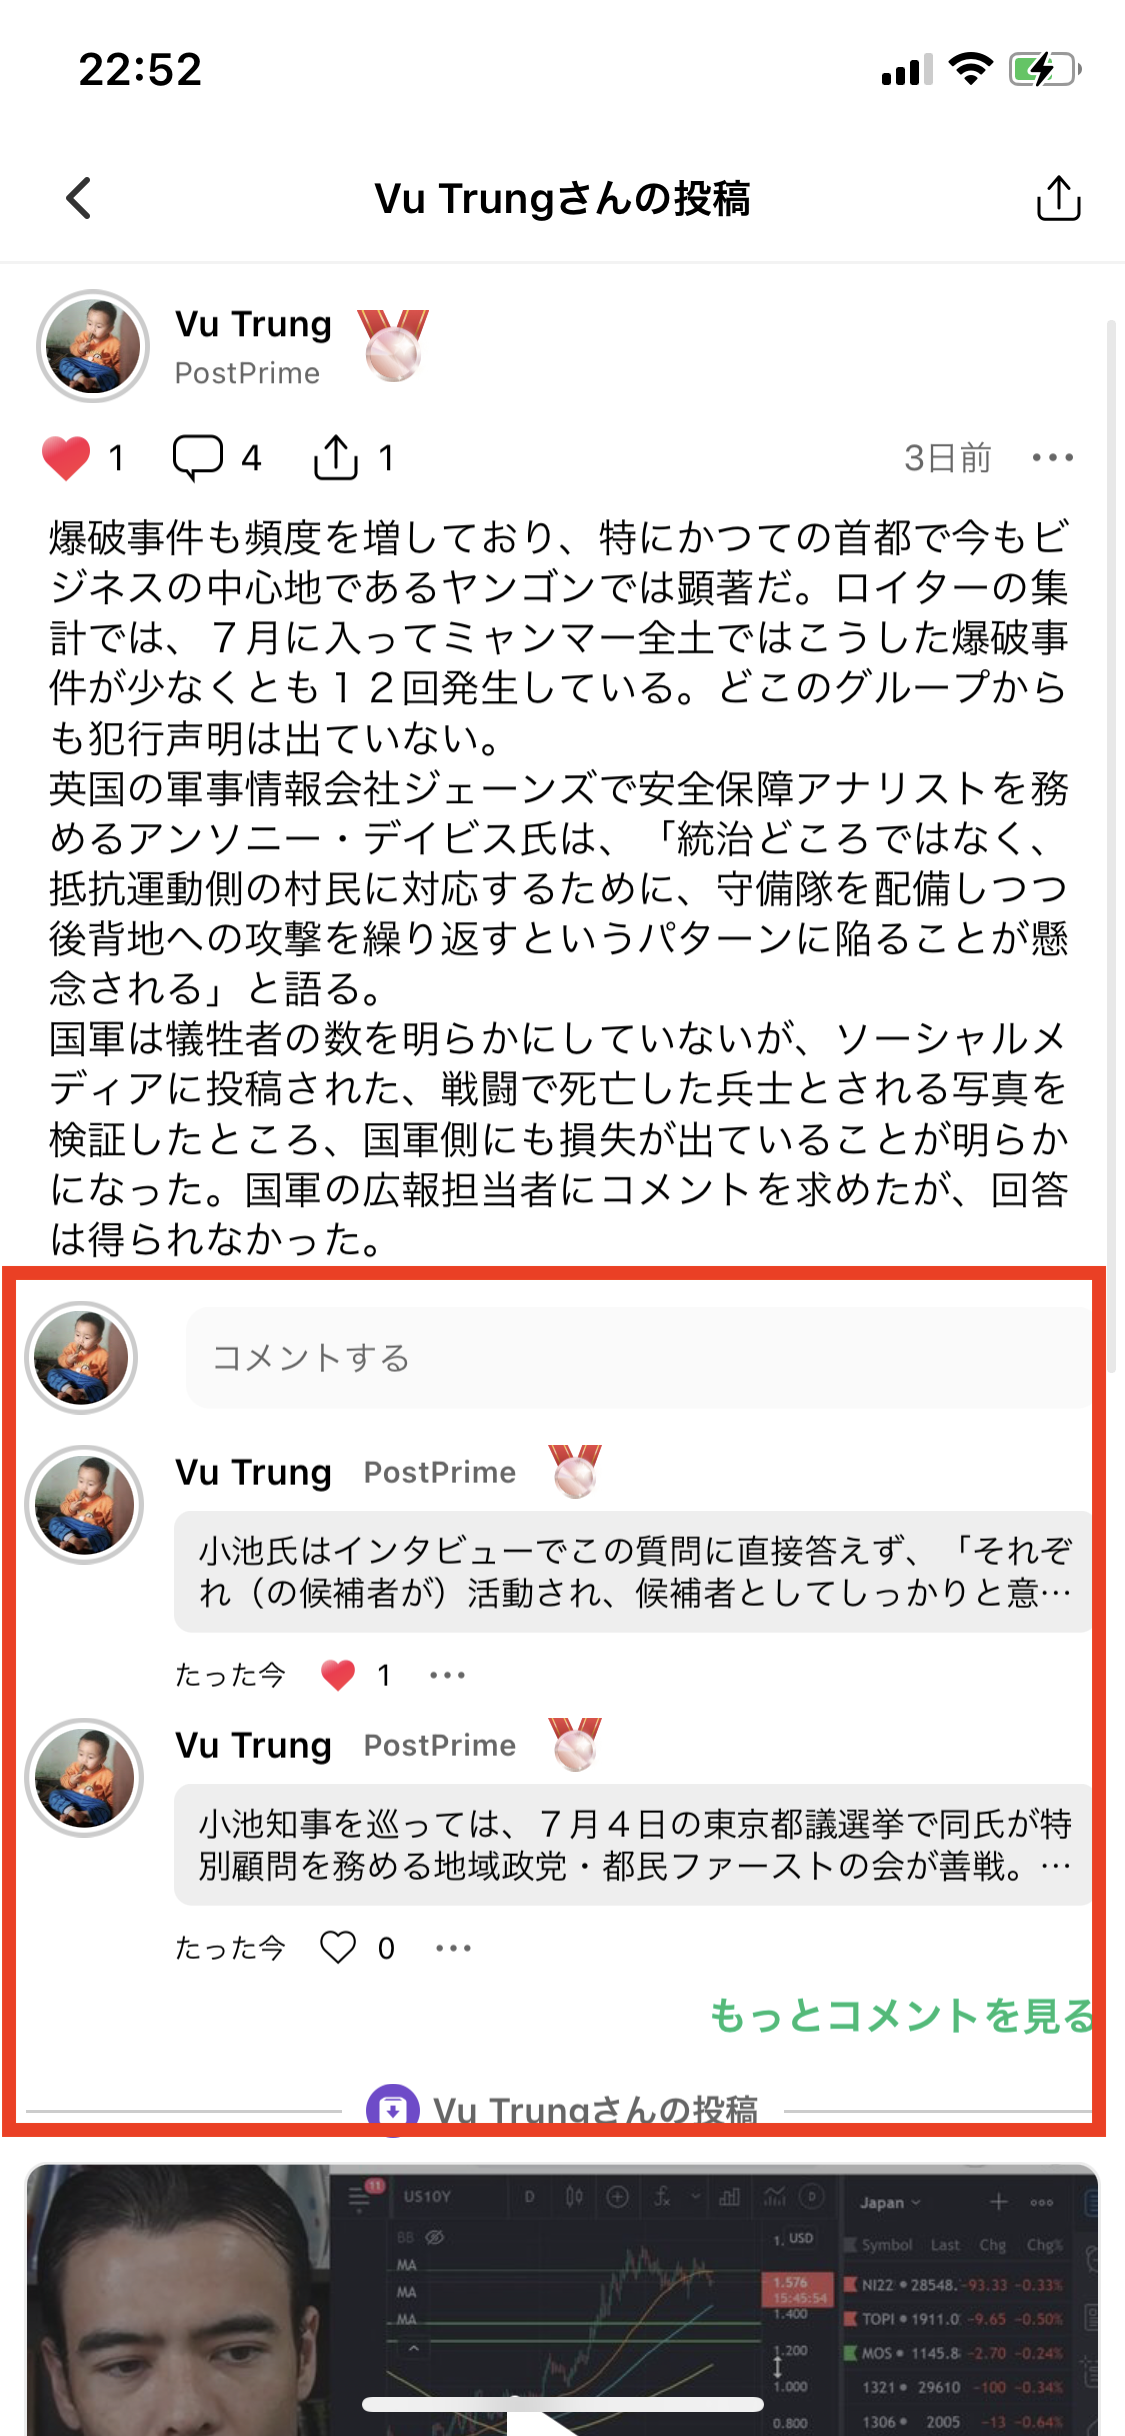 22:52
Vu Trungさんの投稿
Vu Trung
PostPrime
1 4 1 3日前
爆破事件も頻度を増しており、特にかつての首都で今もビ
ジネスの中心地であるヤンゴンでは顕著だ。ロイターの集
計では、７月に入ってミャンマー全土ではこうした爆破事
件が少なくとも１２回発生している。どこのグループから
も犯行声明は出ていない。
英国の軍事情報会社ジェーンズで安全保障アナリストを務
めるアンソニー・デイビス氏は、「統治どころではなく、
抵抗運動側の村民に対応するために、守備隊を配備しつつ
後背地への攻撃を繰り返すというパターンに陥ることが懸
念される」と語る。
国軍は犠牲者の数を明らかにしていないが、ソーシャルメ
ディアに投稿された、戦闘で死亡した兵士とされる写真を
検証したところ、国軍側にも損失が出ていることが明らか
になった。国軍の広報担当者にコメントを求めたが、回答
は得られなかった。
コメントする
Vu Trung PostPrime
小池氏はインタビューでこの質問に直接答えず、「それぞ
れ（の候補者が）活動され、候補者としてしっかりと意…
たった今 1
Vu Trung PostPrime
小池知事を巡っては、７月４日の東京都議選挙で同氏が特
別顧問を務める地域政党・都民ファーストの会が善戦。…
たった今 0
もっとコメントを見る
Vu Trungさんの投稿
11 US10Y D Japan
BB 1. USD Symbol Last Chg Chg%
MA
1.576 NI22 28548. -93.33 -0.33%
15:45:54
MA 1.400 TOPI 1911.0 -9.65 -0.50%
MA
1.200 MOS 1145.8 -2.70 -0.24%
1.000 1321 29610 -100 -0.34%
0.800 1306 2005 -13 -0.64%